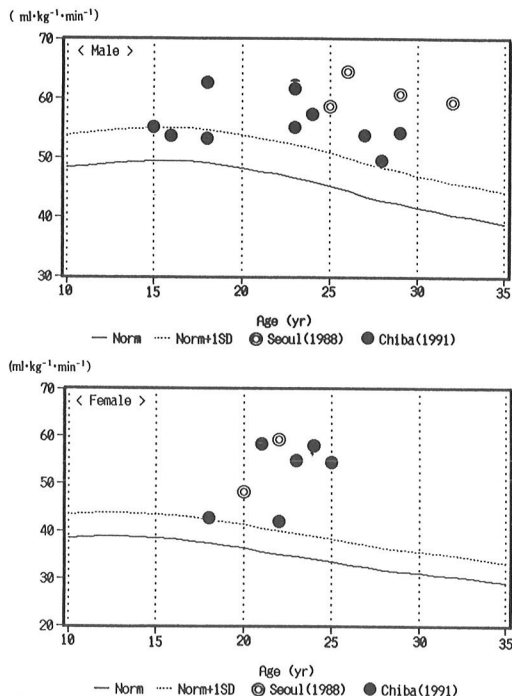 ( ml·kg⁻¹·min⁻¹)
70
< Male >
60
50
40
30
10 15 20 25 30 35
Age (yr)
Norm Norm+1SD Seoul(1988) Chiba(1991)
(ml·kg⁻¹·min⁻¹)
70
< Female >
60
50
40
30
20
10 15 20 25 30 35
Age (yr)
Norm Norm+1SD Seoul(1988) Chiba(1991)